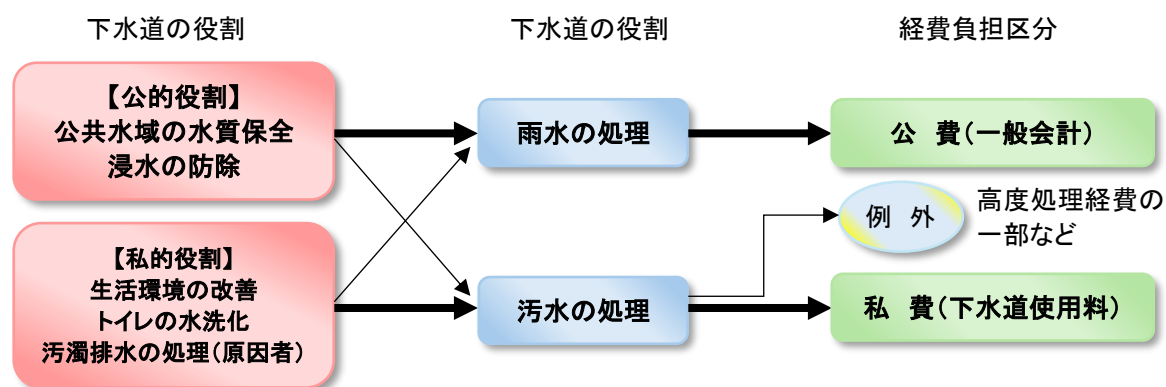 下水道の役割
下水道の役割
経費負担区分
【公的役割】
公共水域の水質保全
浸水の防除
雨水の処理
公　費（一般会計）
例　外
高度処理経費の
一部など
【私的役割】
生活環境の改善
トイレの水洗化
汚濁排水の処理（原因者）
汚水の処理
私　費（下水道使用料）